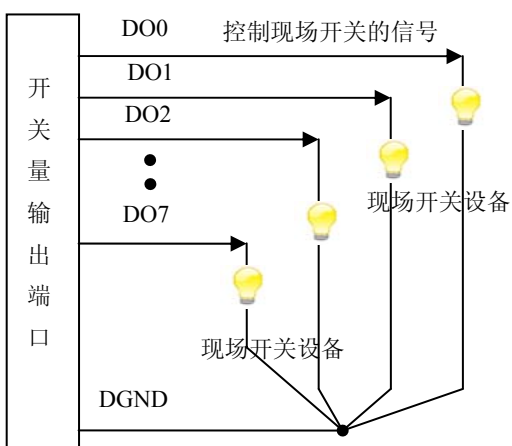 DO0 控制现场开关的信号
DO1
DO2
DO7
现场开关设备
现场开关设备
DGND
开
关
量
输
出
端
口